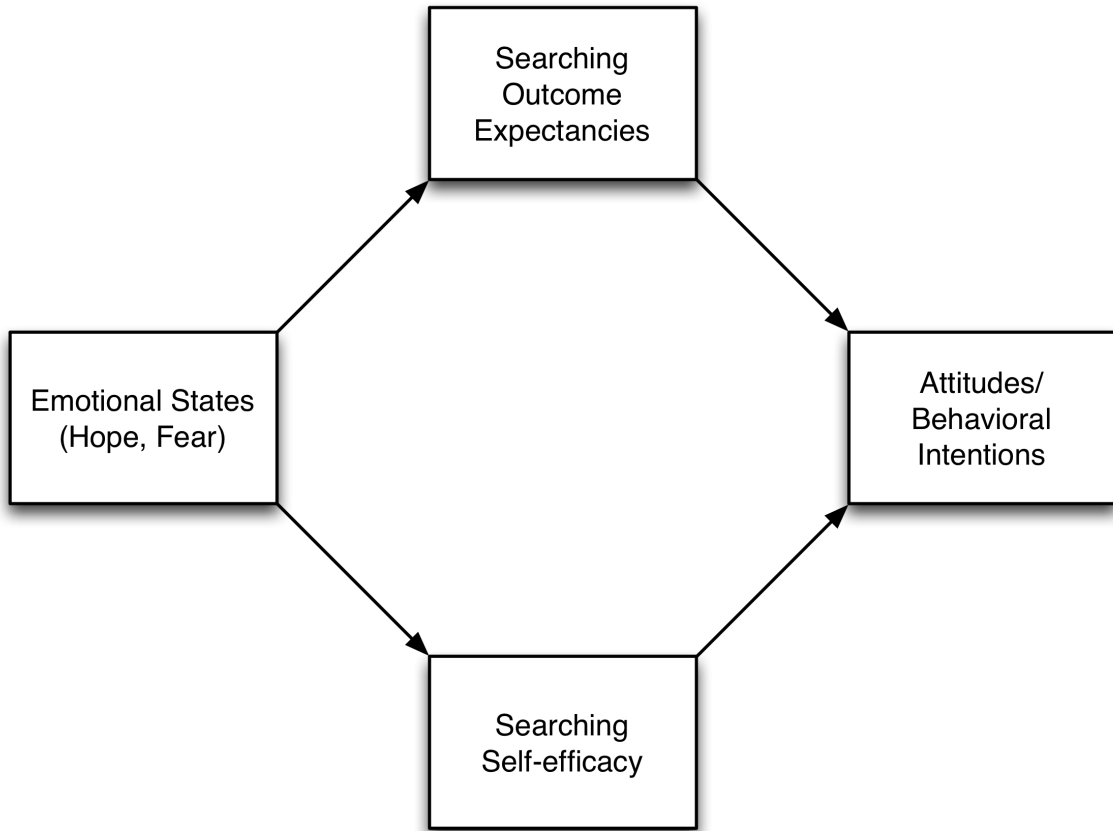 Searching
Outcome
Expectancies
Emotional States
(Hope, Fear)
Attitudes/
Behavioral
Intentions
Searching
Self-efficacy